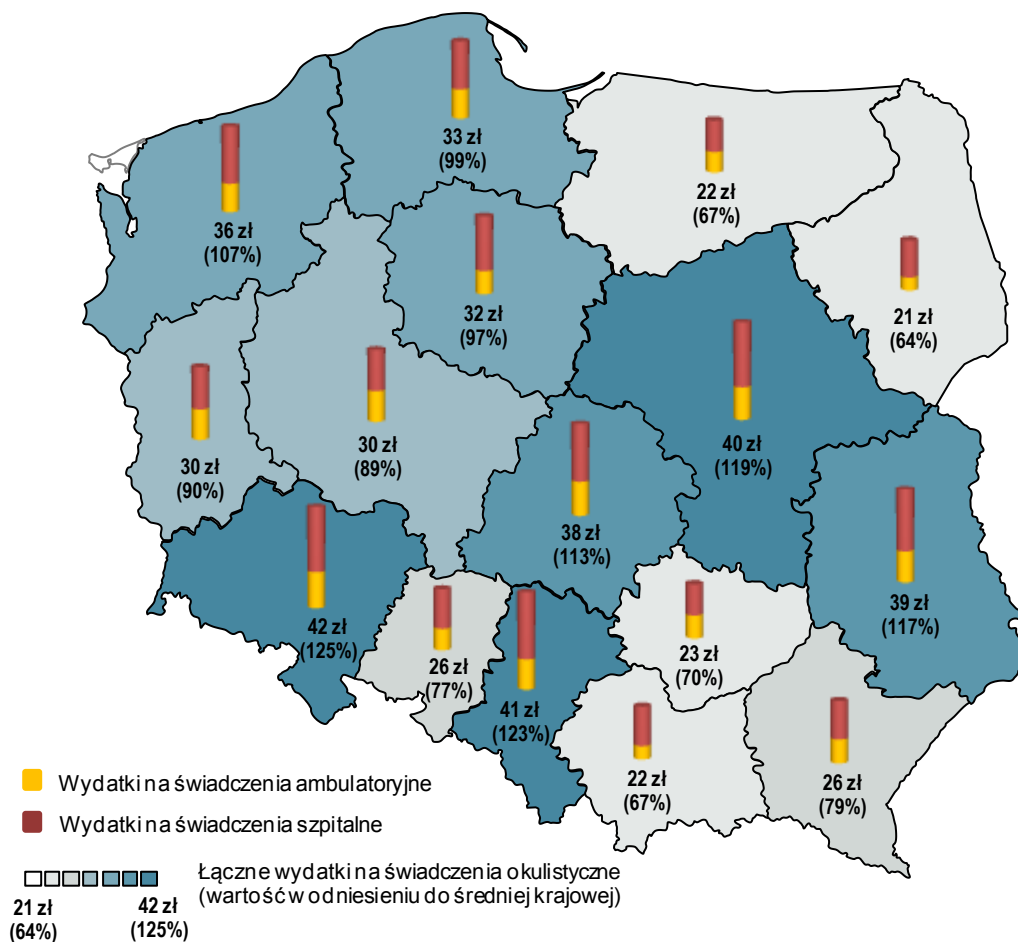 33 zł
(99%)
22 zł
(67%)
36 zł
(107%)
32 zł
(97%)
21 zł
(64%)
30 zł
(90%)
30 zł
(89%)
40 zł
(119%)
38 zł
(113%)
39 zł
(117%)
42 zł
(125%)
26 zł
(77%)
41 zł
(123%)
23 zł
(70%)
22 zł
(67%)
26 zł
(79%)
Wydatki na świadczenia ambulatoryjne
Wydatki na świadczenia szpitalne
Łączne wydatki na świadczenia okulistyczne
(wartość w odniesieniu do średniej krajowej)
21 zł
(64%)
42 zł
(125%)